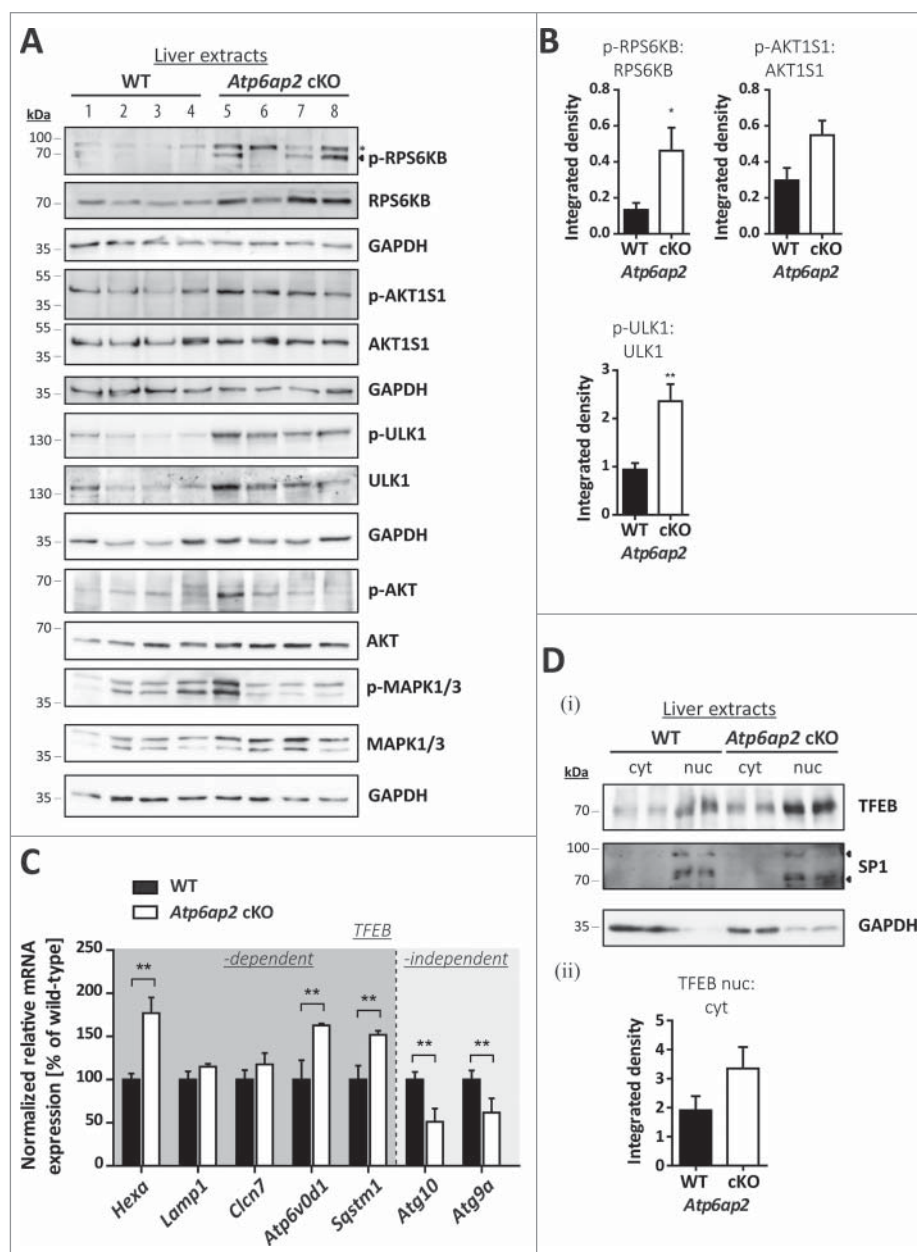 A
Liver extracts
WT Atp6ap2 cKO
kDa 1 2 3 4 5 6 7 8
100
70
*
p-RPS6KB
70
RPS6KB
35
GAPDH
55
35
p-AKT1S1
55
35
AKT1S1
35
GAPDH
130
p-ULK1
130
ULK1
35
GAPDH
70
p-AKT
70
AKT
35
p-MAPK1/3
35
MAPK1/3
35
GAPDH
B
p-RPS6KB:
RPS6KB
Integrated density
0.8
0.6
0.4
0.2
0.0
*
WT cKO
Atp6ap2
p-AKT1S1:
AKT1S1
Integrated density
0.8
0.6
0.4
0.2
0.0
WT cKO
Atp6ap2
p-ULK1:
ULK1
Integrated density
3
2
1
0
**
WT cKO
Atp6ap2
C
WT
Atp6ap2 cKO
TFEB
-dependent -independent
Normalized relative mRNA
expression [% of wild-type]
250
200
150
100
50
0
** ** ** ** **
Hexa Lamp1 Clcn7 Atp6v0d1 Sqstm1 Atg10 Atg9a
D
(i)
Liver extracts
WT Atp6ap2 cKO
kDa cyt nuc cyt nuc
70
TFEB
100
70
SP1
35
GAPDH
(ii)
TFEB nuc:
cyt
Integrated density
5
4
3
2
1
0
WT cKO
Atp6ap2